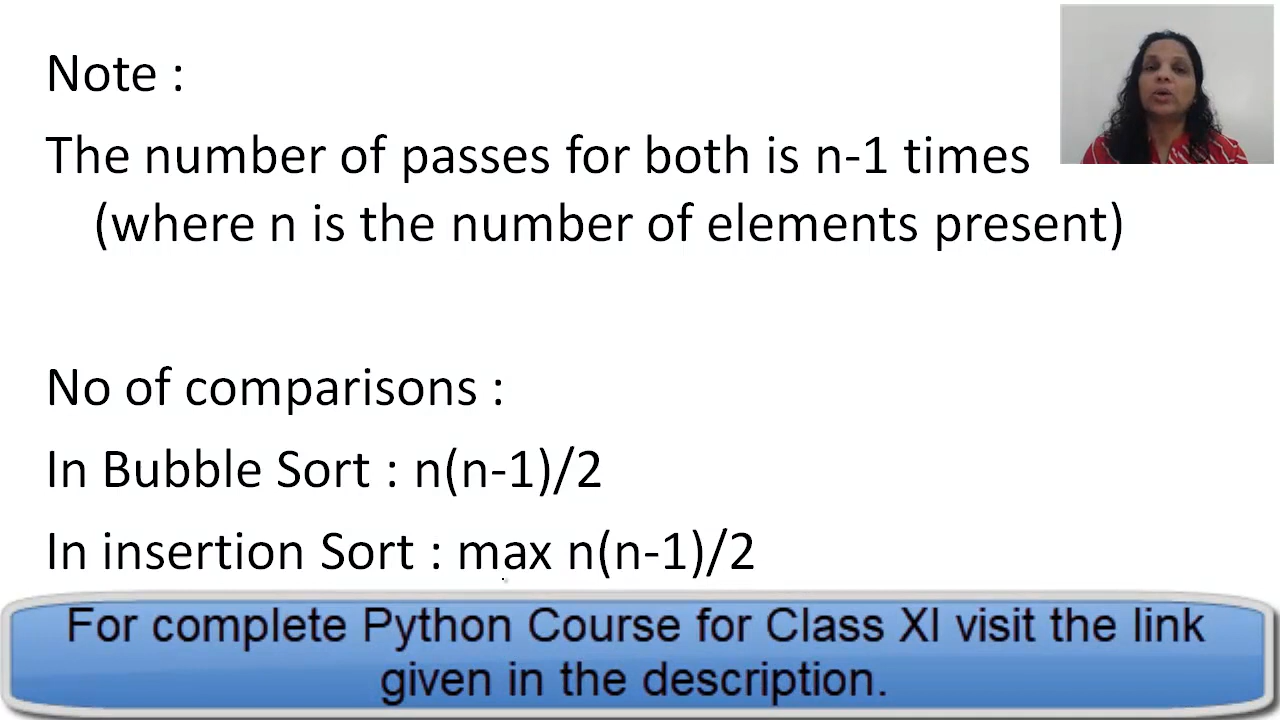 Note :
The number of passes for both is n-1 times
(where n is the number of elements present)
No of comparisons :
In Bubble Sort : n(n-1)/2
In insertion Sort : max n(n-1)/2
For complete Python Course for Class XI visit the link
given in the description.